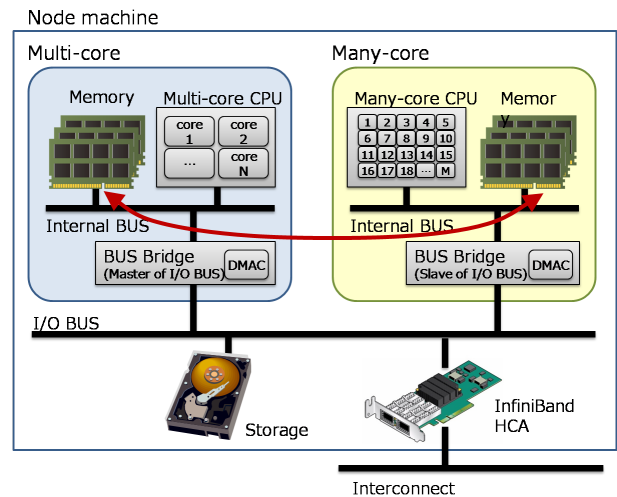 Node machine
Multi-core
Memory
Multi-core CPU
core 1
core 2
...
core N
Internal BUS
BUS Bridge
(Master of I/O BUS)
DMAC
Many-core
Many-core CPU
Memor
y
1 2 3 4 5
6 7 8 9 10
11 12 13 14 15
16 17 18 ... M
Internal BUS
BUS Bridge
(Slave of I/O BUS)
DMAC
I/O BUS
Storage
InfiniBand
HCA
Interconnect